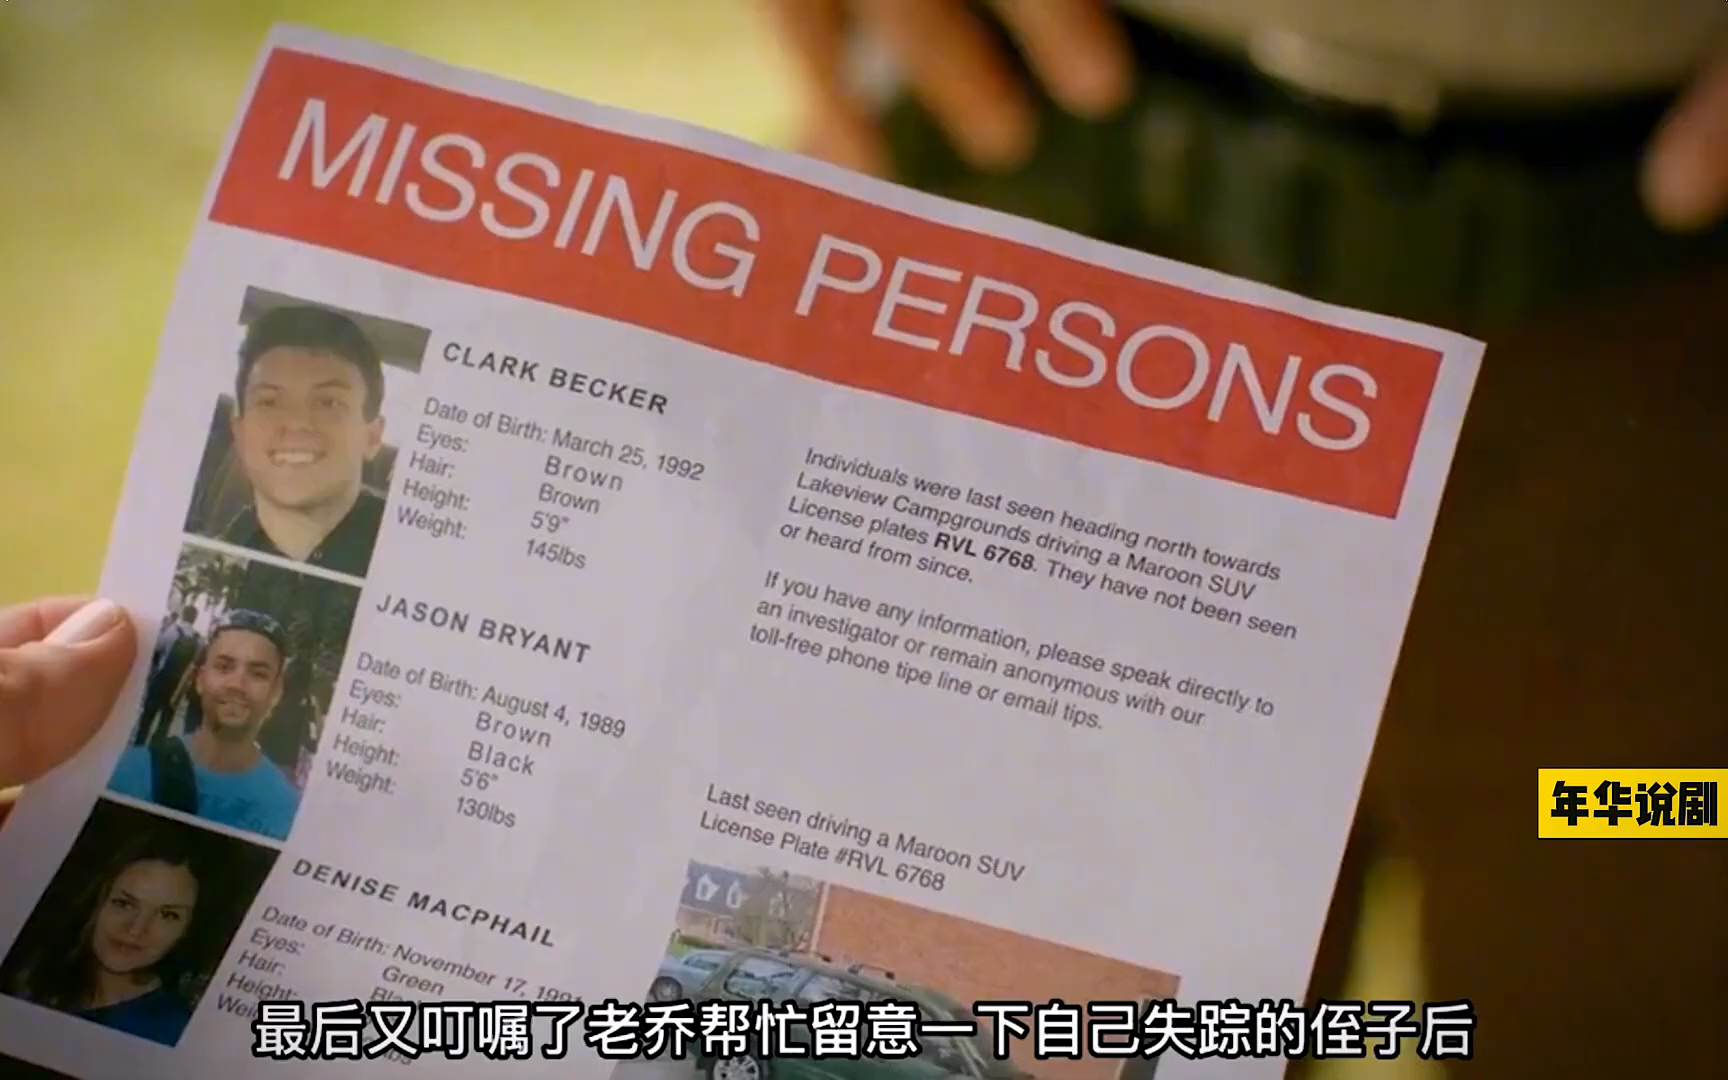 MISSING PERSONS
CLARK BECKER
Date of Birth: March 25, 1992
Eyes: Brown
Hair: Brown
Height: 5'9"
Weight: 145lbs
JASON BRYANT
Date of Birth: August 4, 1989
Eyes: Brown
Hair: Black
Height: 5'6"
Weight: 130lbs
DENISE MACPHAIL
Date of Birth: November 17,
Eyes: Green
Hair:
Height:
Individuals were last seen heading north towards
Lakeview Campgrounds driving a Maroon SUV
License plates RVL 6768. They have not been seen
or heard from since.
If you have any information, please speak directly to
an investigator or remain anonymous with our
toll-free phone tipe line or email tips.
Last seen driving a Maroon SUV
License Plate #RVL 6768
年华说剧
最后又叮嘱了老乔帮忙留意一下自己失踪的侄子后